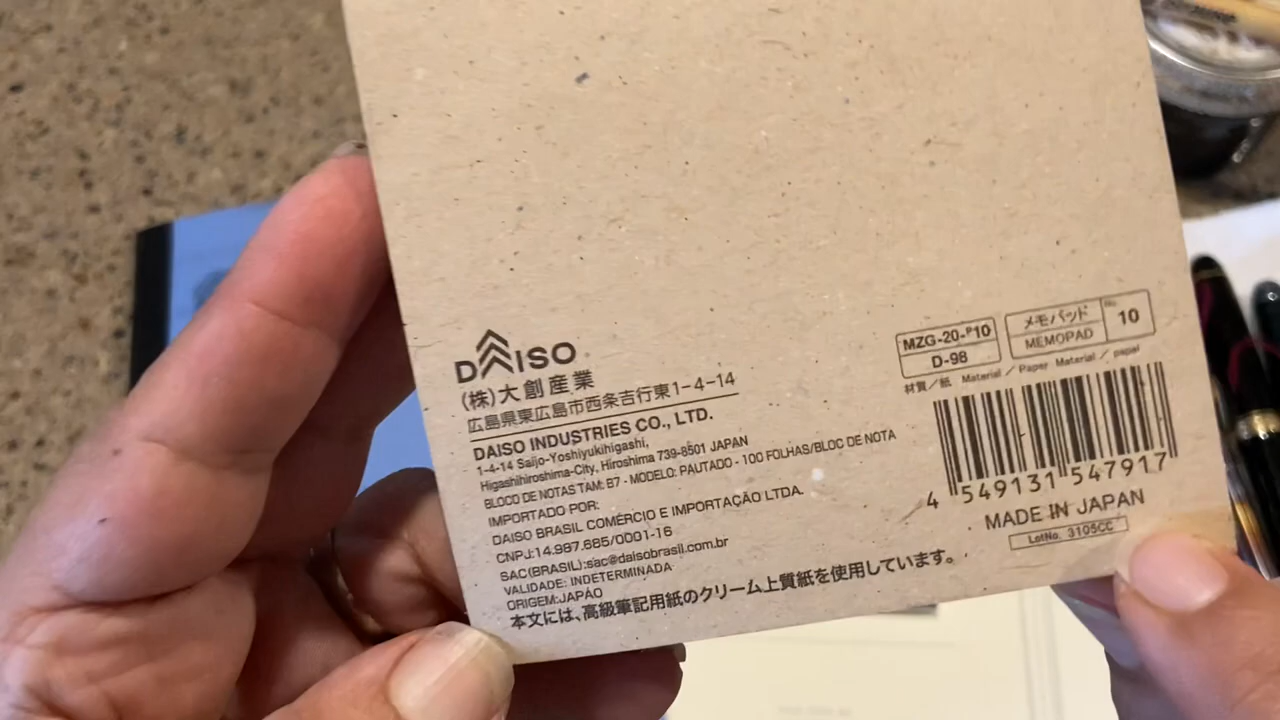 DAISO
(株)大創産業
広島県東広島市西条吉行東1-4-14
DAISO INDUSTRIES CO., LTD.
1-4-14 Saijo-Yoshiyukihigashi,
Higashihiroshima-City, Hiroshima 739-8501 JAPAN
BLOCO DE NOTAS TAM: B7 - MODELO: PAUTADO - 100 FOLHAS/BLOC DE NOTA
IMPORTADO POR:
DAISO BRASIL COMÉRCIO E IMPORTAÇÃO LTDA.
CNPJ:14.987.685/0001-16
SAC(BRASIL):sac@daisobrasil.com.br
VALIDADE: INDETERMINADA
ORIGEM:JAPÃO
本文には、高級筆記用紙のクリーム上質紙を使用しています。
MZG-20-P10
D-98
メモパッド
MEMOPAD
No.
10
材質/紙 Material / Paper Material / papel
4 549131 547917
MADE IN JAPAN
LotNo. 3105CC